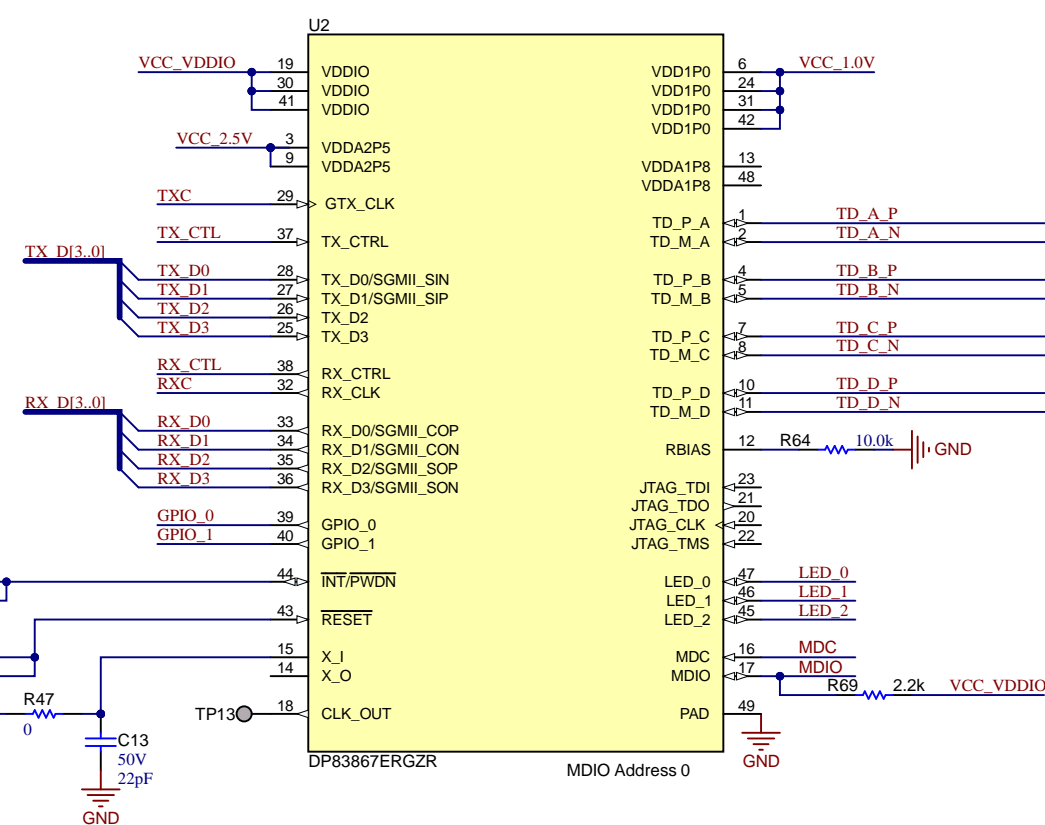 U2
VCC_VDDIO 19 VDDIO VDD1P0 6 VCC_1.0V
30 VDDIO VDD1P0 24
41 VDDIO VDD1P0 31
VDD1P0 42
VCC_2.5V 3 VDDA2P5
9 VDDA2P5 VDDA1P8 13
VDDA1P8 48
TXC 29 GTX_CLK
TD_P_A 1 TD_A_P
TX_CTL 37 TX_CTRL TD_M_A 2 TD_A_N
TX_D[3..0]
TX_D0 28 TX_D0/SGMII_SIN TD_P_B 4 TD_B_P
TX_D1 27 TX_D1/SGMII_SIP TD_M_B 5 TD_B_N
TX_D2 26 TX_D2
TX_D3 25 TX_D3 TD_P_C 7 TD_C_P
TD_M_C 8 TD_C_N
RX_CTL 38 RX_CTRL
RXC 32 RX_CLK TD_P_D 10 TD_D_P
RX_D[3..0] TD_M_D 11 TD_D_N
RX_D0 33 RX_D0/SGMII_COP
RX_D1 34 RX_D1/SGMII_CON RBIAS 12 R64 10.0k GND
RX_D2 35 RX_D2/SGMII_SOP
RX_D3 36 RX_D3/SGMII_SON JTAG_TDI 23
JTAG_TDO 21
GPIO_0 39 GPIO_0 JTAG_CLK 20
GPIO_1 40 GPIO_1 JTAG_TMS 22
44 INT/PWDN LED_0 47 LED_0
LED_1 46 LED_1
43 RESET LED_2 45 LED_2
15 X_I MDC 16 MDC
14 X_O MDIO 17 MDIO
R69 2.2k VCC_VDDIO
R47
0
TP13 18 CLK_OUT PAD 49
C13
50V
22pF
GND
GND
DP83867ERGZR
MDIO Address 0